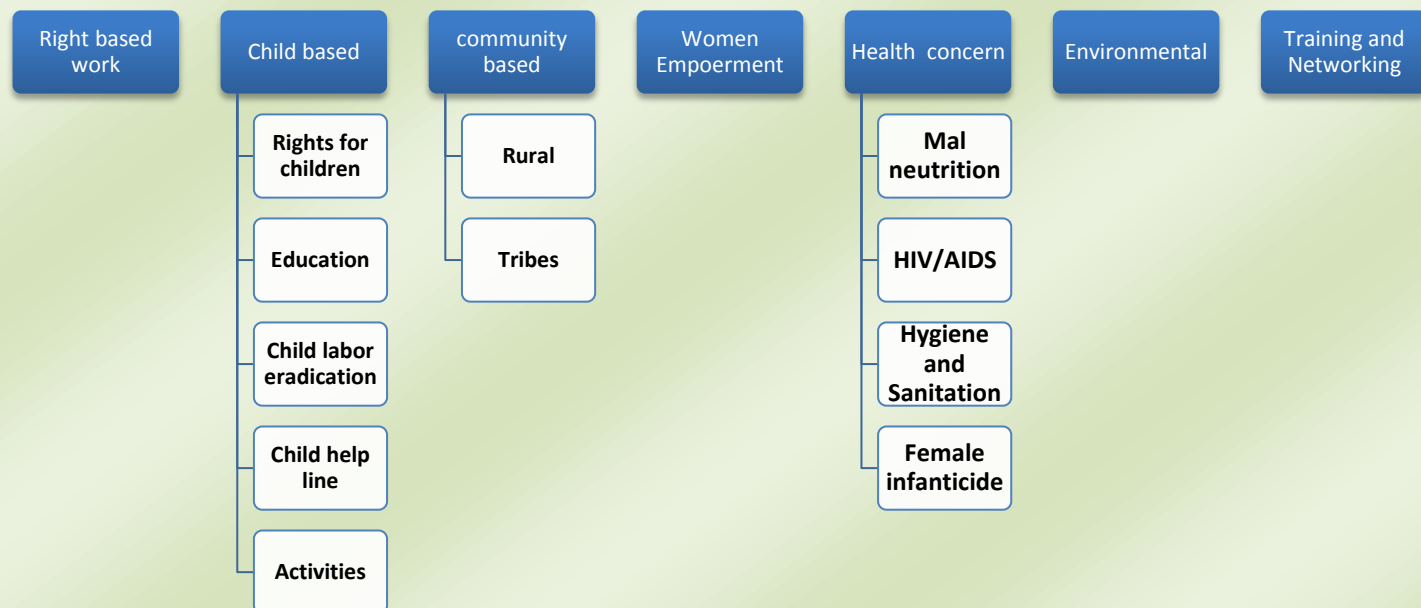 Right based
work
Child based
Rights for
children
Education
Child labor
eradication
Child help
line
Activities
community
based
Rural
Tribes
Women
Empoerment
Health  concern
Mal
neutrition
HIV/AIDS
Hygiene
and
Sanitation
Female
infanticide
Environmental
Training and
Networking